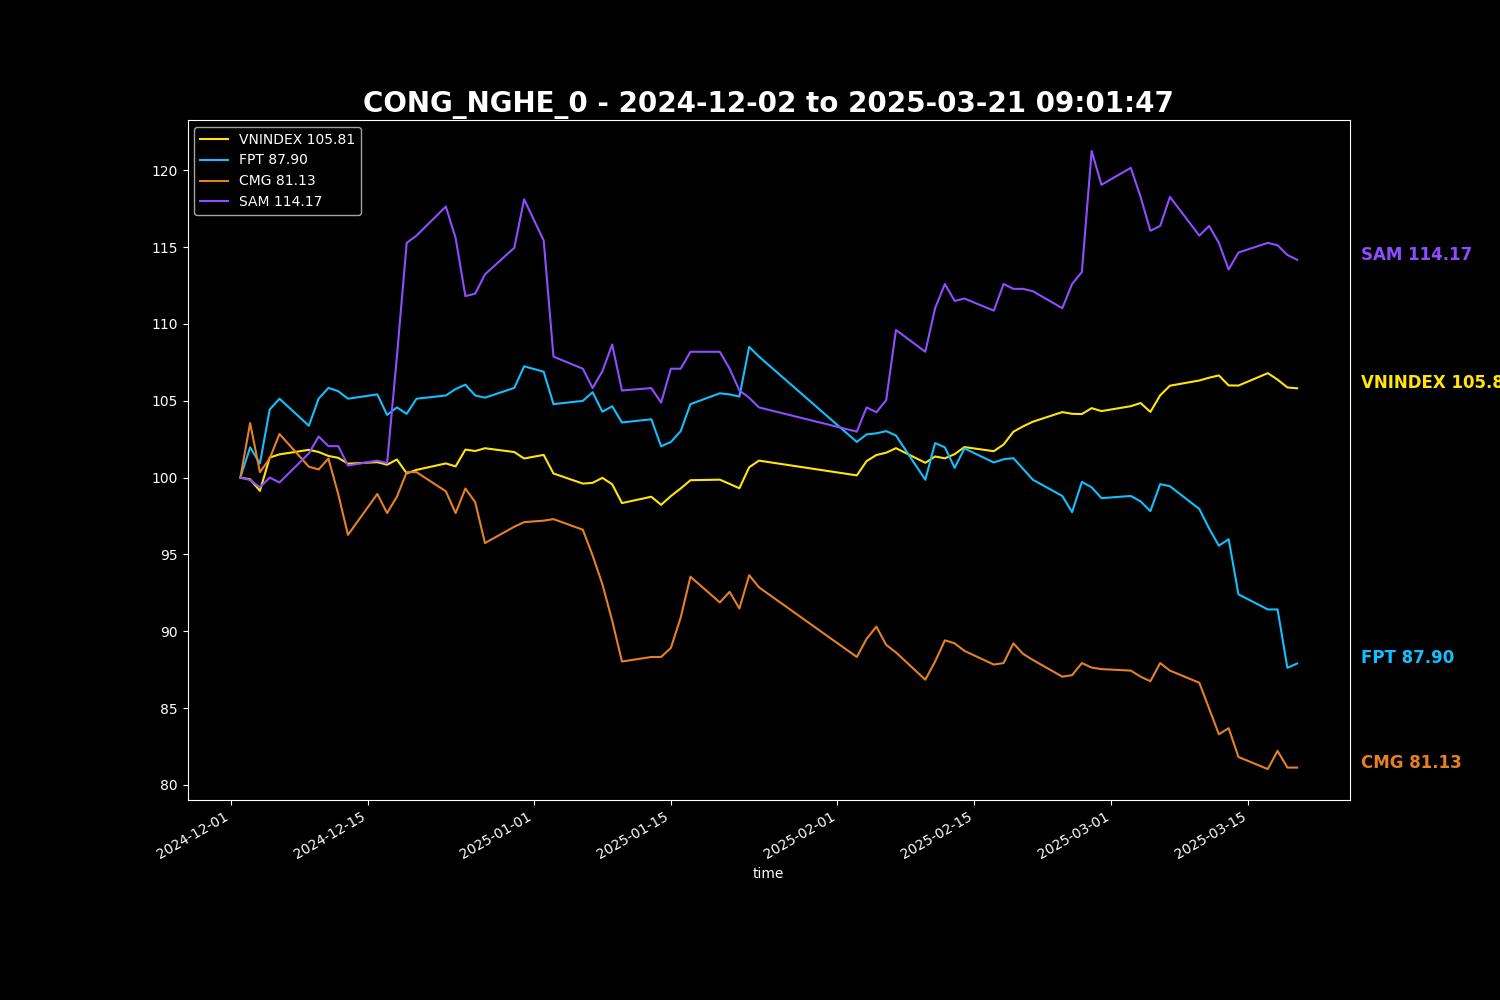 CONG_NGHE_0 - 2024-12-02 to 2025-03-21 09:01:47
VNINDEX 105.81
FPT 87.90
CMG 81.13
SAM 114.17
120
115
110
105
100
95
90
85
80
SAM 114.17
VNINDEX 105.8
FPT 87.90
CMG 81.13
2024-12-01
2024-12-15
2025-01-01
2025-01-15
2025-02-01
2025-02-15
2025-03-01
2025-03-15
time